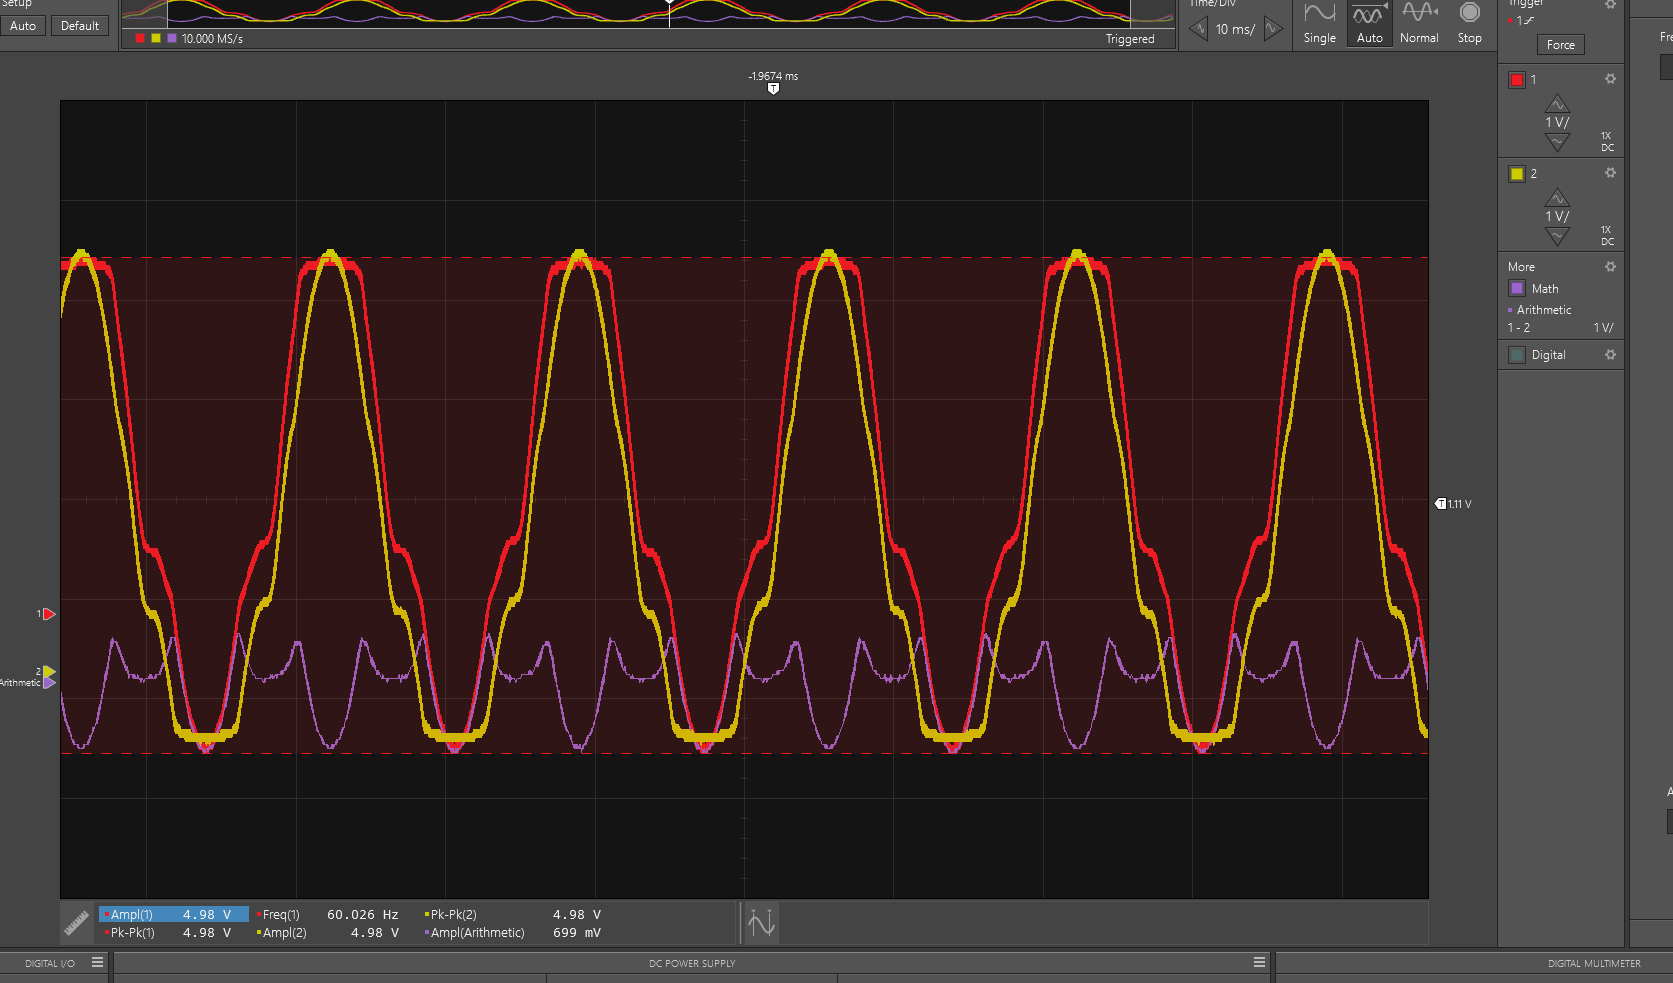 Setup
Auto Default
10.000 MS/s
Triggered
Time/Div
10 ms/
Single Auto Normal Stop
Trigger
1
Force
-1.9674 ms
T
1
1 V/
1X
DC
2
1 V/
1X
DC
More
Math
Arithmetic
1 - 2 1 V/
Digital
T 1.11 V
1
2
Arithmetic
Ampl(1) 4.98 V Freq(1) 60.026 Hz Pk-Pk(2) 4.98 V
Pk-Pk(1) 4.98 V Ampl(2) 4.98 V Ampl(Arithmetic) 699 mV
DIGITAL I/O DC POWER SUPPLY DIGITAL MULTIMETER